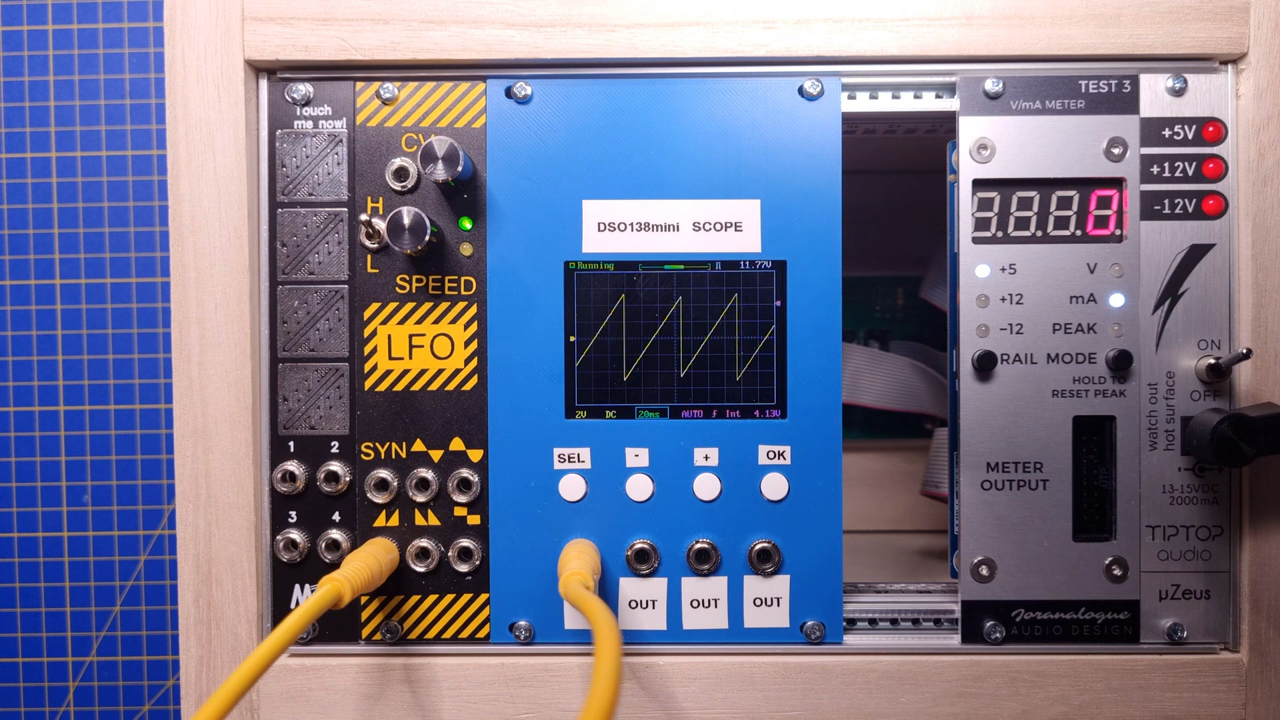 Touch
me now!
1 2
3 4
CV
H
L
SPEED
LFO
SYN
DSO138mini SCOPE
Running 11.77V
2V DC 20ms AUTO Int 4.13V
SEL - + OK
OUT OUT OUT
TEST 3
V/mA METER
+5 V
+12 mA
-12 PEAK
RAIL MODE
HOLD TO
RESET PEAK
METER
OUTPUT
Joranalogue
AUDIO DESIGN
+5V
+12V
-12V
ON
OFF
watch out
hot surface
13-15VDC
2000mA
TIPTOP
audio
µZeus